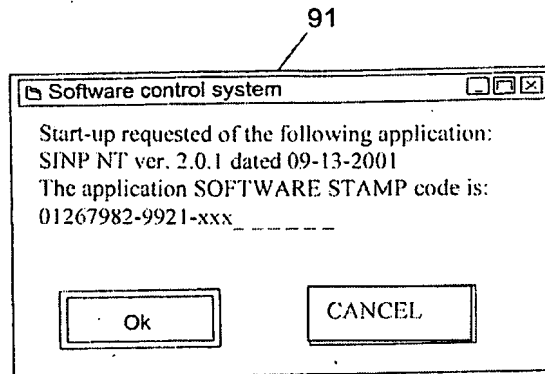 91
Software control system
Start-up requested of the following application:
SINP NT ver. 2.0.1 dated 09-13-2001
The application SOFTWARE STAMP code is:
01267982-9921-xxx_ _ _ _ _ _
Ok
CANCEL